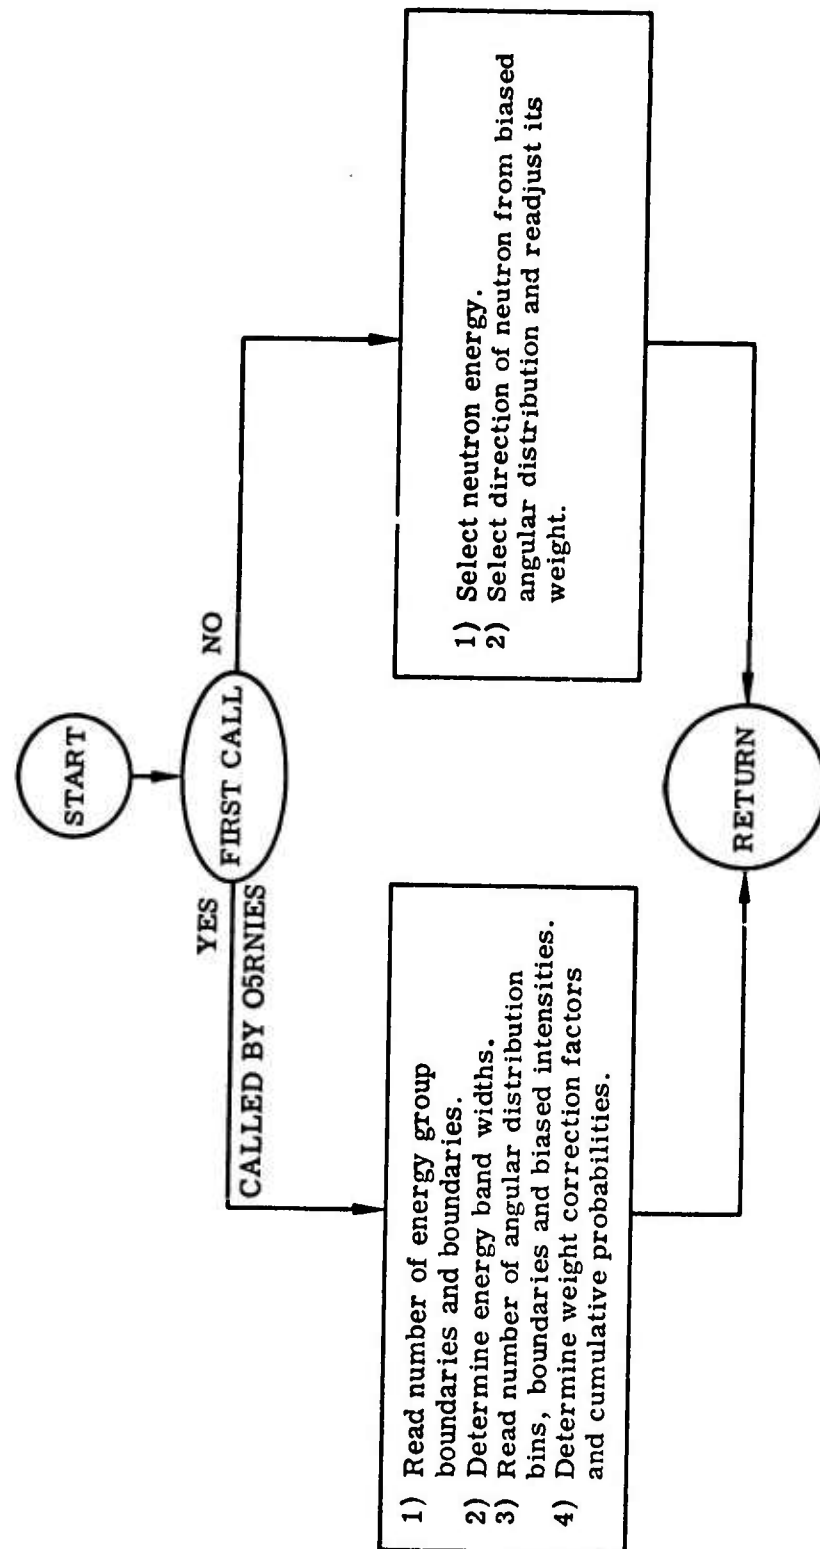 START
FIRST CALL
YES
CALLED BY O5RNIES
NO
1) Read number of energy group
boundaries and boundaries.
2) Determine energy band widths.
3) Read number of angular distribution
bins, boundaries and biased intensities.
4) Determine weight correction factors
and cumulative probabilities.
1) Select neutron energy.
2) Select direction of neutron from biased
angular distribution and readjust its
weight.
RETURN